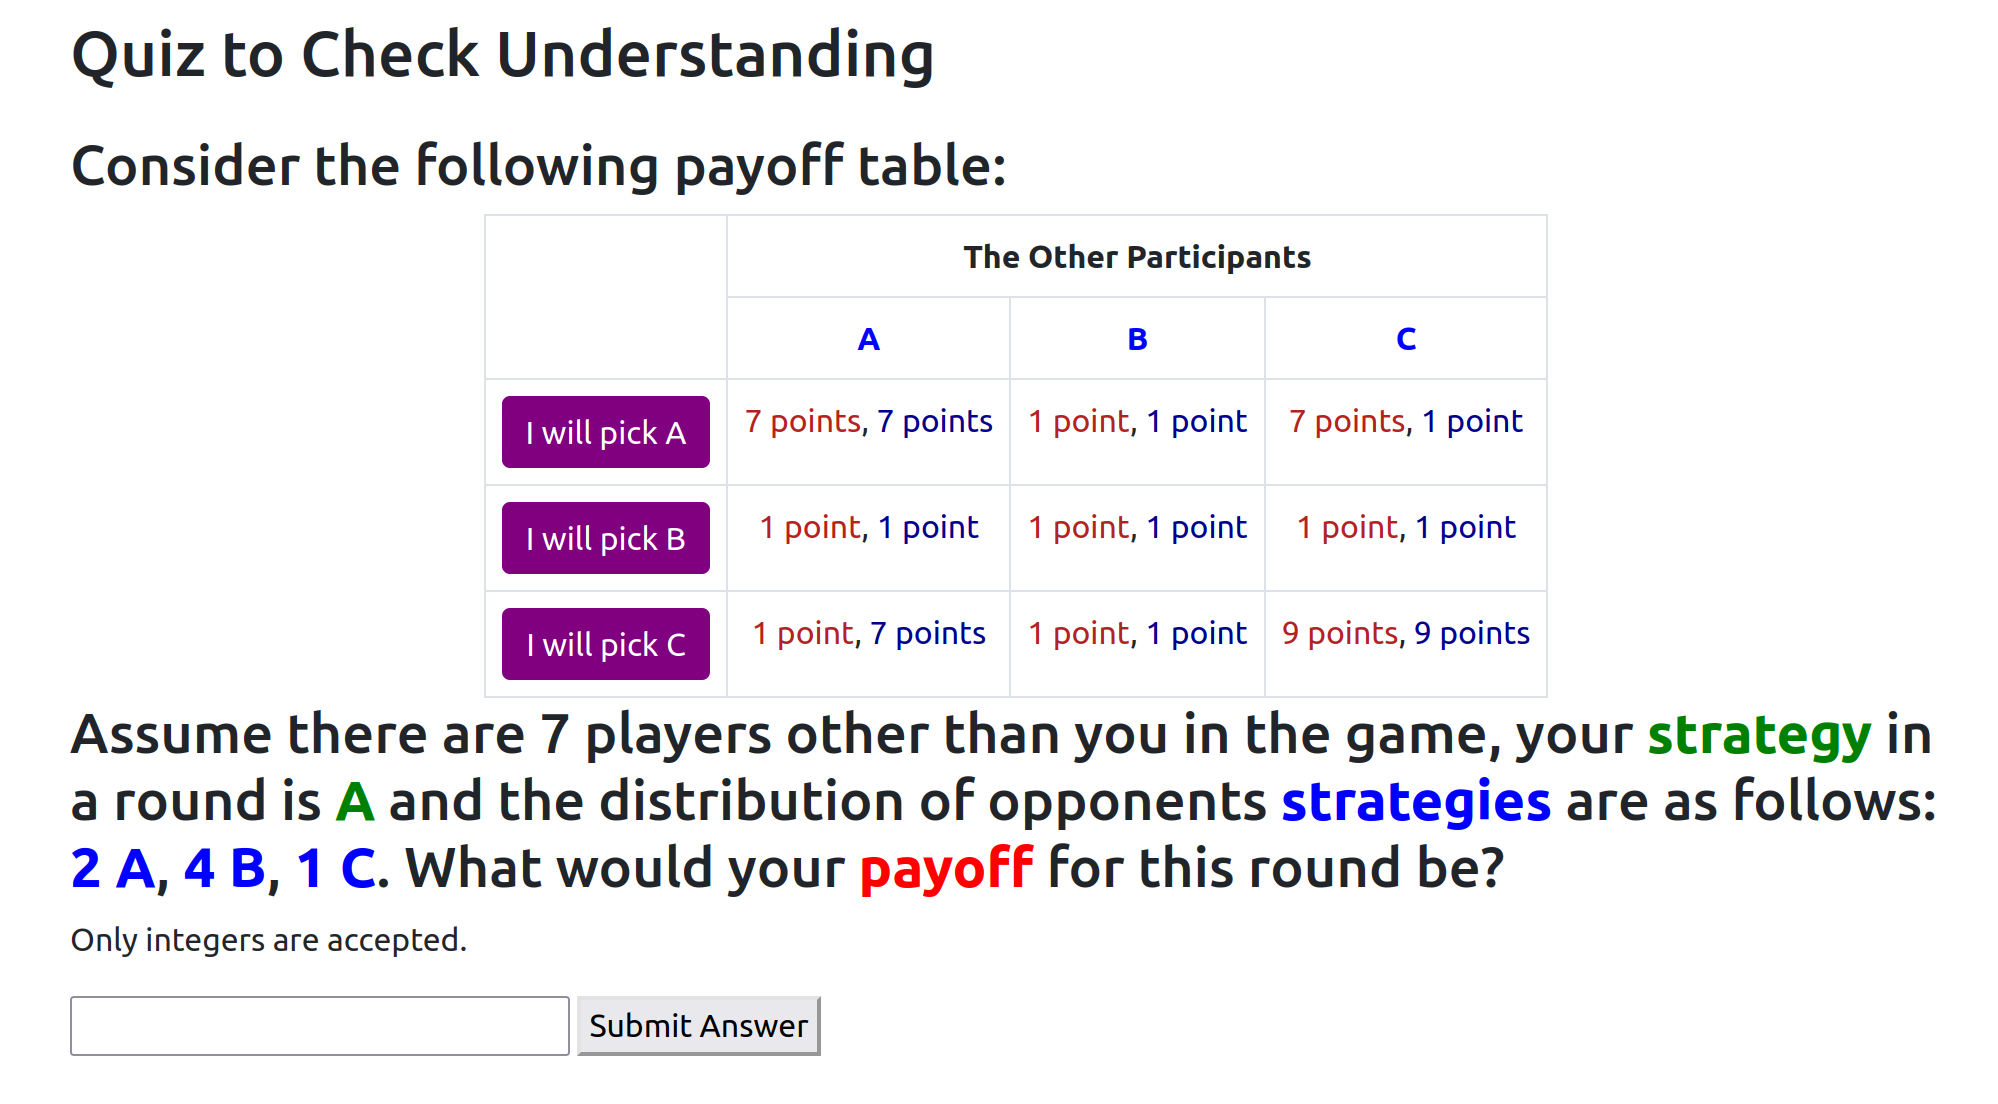 Quiz to Check Understanding
Consider the following payoff table:
The Other Participants
A B C
I will pick A 7 points, 7 points 1 point, 1 point 7 points, 1 point
I will pick B 1 point, 1 point 1 point, 1 point 1 point, 1 point
I will pick C 1 point, 7 points 1 point, 1 point 9 points, 9 points
Assume there are 7 players other than you in the game, your strategy in
a round is A and the distribution of opponents strategies are as follows:
2 A, 4 B, 1 C. What would your payoff for this round be?
Only integers are accepted.
Submit Answer